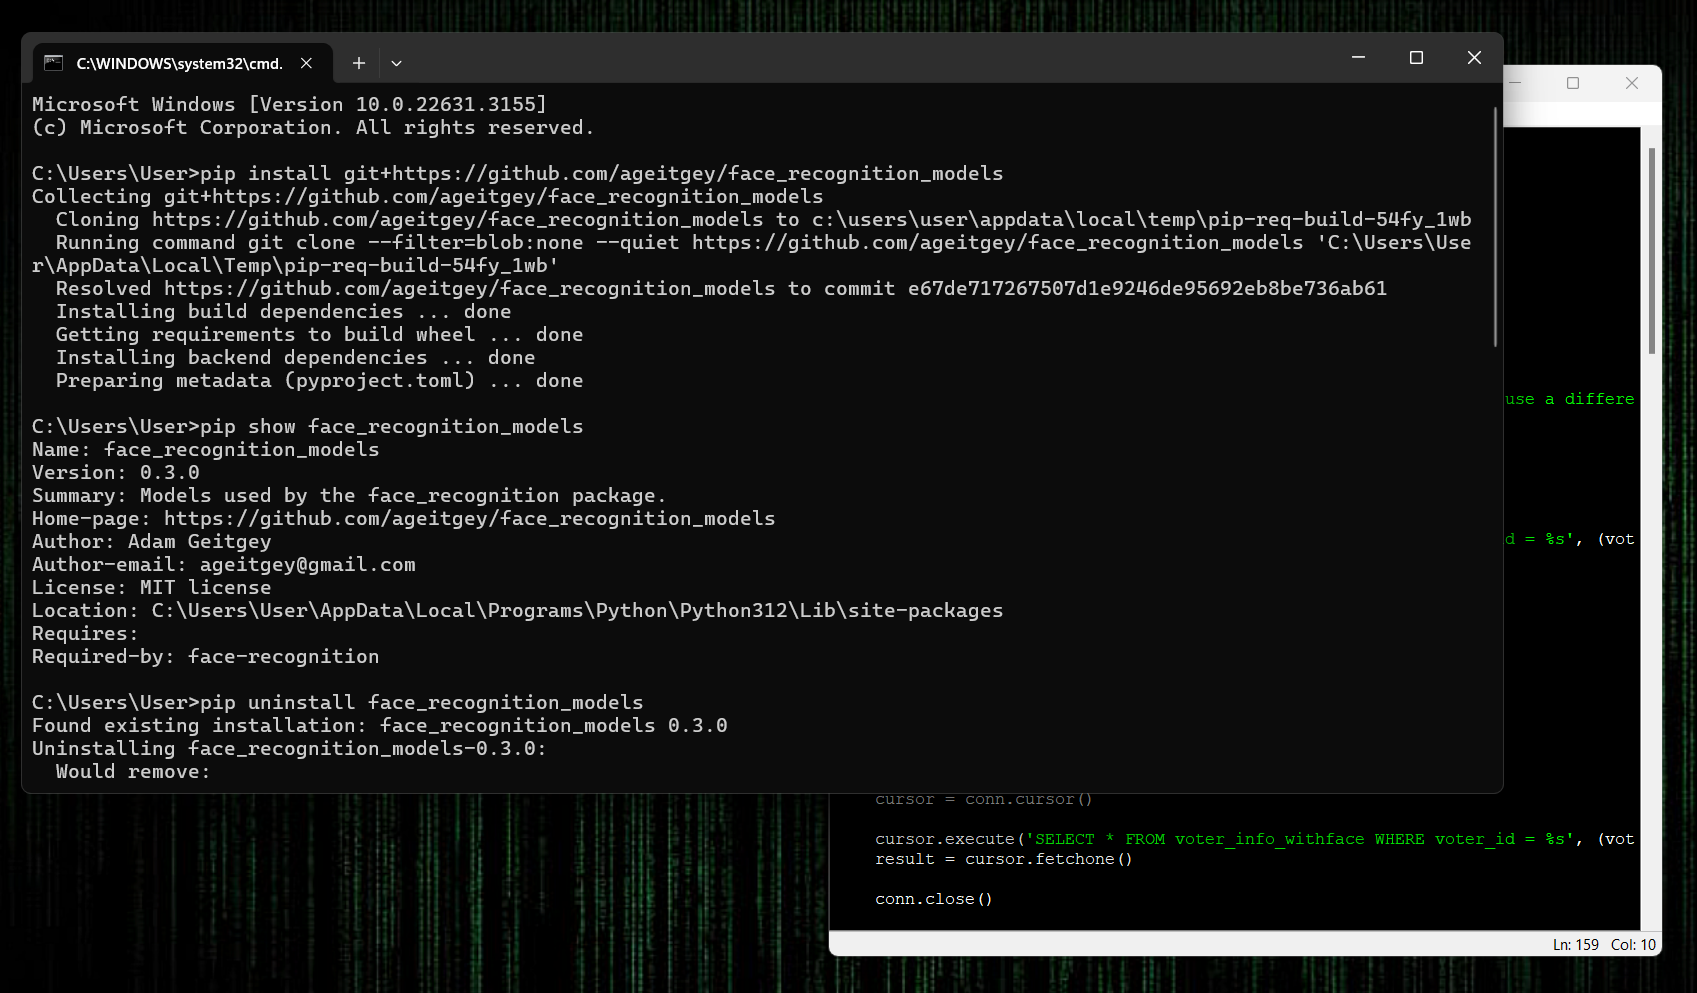 C:\WINDOWS\system32\cmd.
Microsoft Windows [Version 10.0.22631.3155]
(c) Microsoft Corporation. All rights reserved.
C:\Users\User>pip install git+https://github.com/ageitgey/face_recognition_models
Collecting git+https://github.com/ageitgey/face_recognition_models
  Cloning https://github.com/ageitgey/face_recognition_models to c:\users\user\appdata\local\temp\pip-req-build-54fy_1wb
  Running command git clone --filter=blob:none --quiet https://github.com/ageitgey/face_recognition_models 'C:\Users\Use
r\AppData\Local\Temp\pip-req-build-54fy_1wb'
  Resolved https://github.com/ageitgey/face_recognition_models to commit e67de717267507d1e9246de95692eb8be736ab61
  Installing build dependencies ... done
  Getting requirements to build wheel ... done
  Installing backend dependencies ... done
  Preparing metadata (pyproject.toml) ... done
C:\Users\User>pip show face_recognition_models
Name: face_recognition_models
Version: 0.3.0
Summary: Models used by the face_recognition package.
Home-page: https://github.com/ageitgey/face_recognition_models
Author: Adam Geitgey
Author-email: ageitgey@gmail.com
License: MIT license
Location: C:\Users\User\AppData\Local\Programs\Python\Python312\Lib\site-packages
Requires:
Required-by: face-recognition
C:\Users\User>pip uninstall face_recognition_models
Found existing installation: face_recognition_models 0.3.0
Uninstalling face_recognition_models-0.3.0:
  Would remove:
use a differe
d = %s', (vot
cursor = conn.cursor()
cursor.execute('SELECT * FROM voter_info_withface WHERE voter_id = %s', (vot
result = cursor.fetchone()
conn.close()
Ln: 159 Col: 10